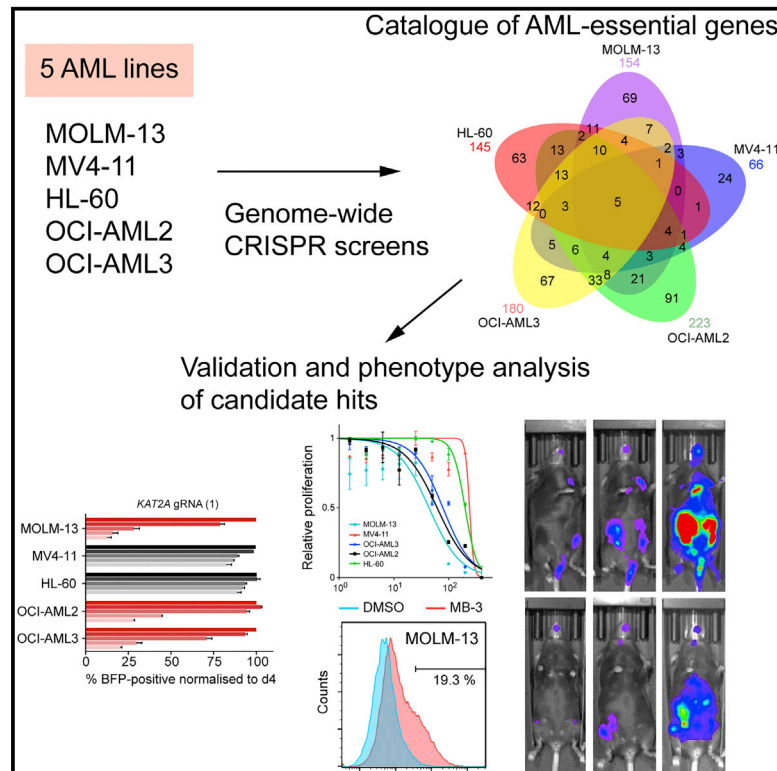 Catalogue of AML-essential genes
5 AML lines
MOLM-13
MV4-11
HL-60
OCI-AML2
OCI-AML3
Genome-wide
CRISPR screens
MOLM-13
154
HL-60
145
MV4-11
66
OCI-AML3
180
223
OCI-AML2
69
11
7
2
4
2
3
63
13
10
1
24
13
0
1
12
0
3
5
4
1
4
5
6
4
3
8
67
33
21
91
Validation and phenotype analysis
of candidate hits
KAT2A gRNA (1)
MOLM-13
MV4-11
HL-60
OCI-AML2
OCI-AML3
0 25 50 75 100
% BFP-positive normalised to d4
Relative proliferation
1
0.5
0
MOLM-13
MV4-11
OCI-AML3
OCI-AML2
HL-60
10⁰ 10¹ 10²
DMSO MB-3
Counts
MOLM-13
19.3 %